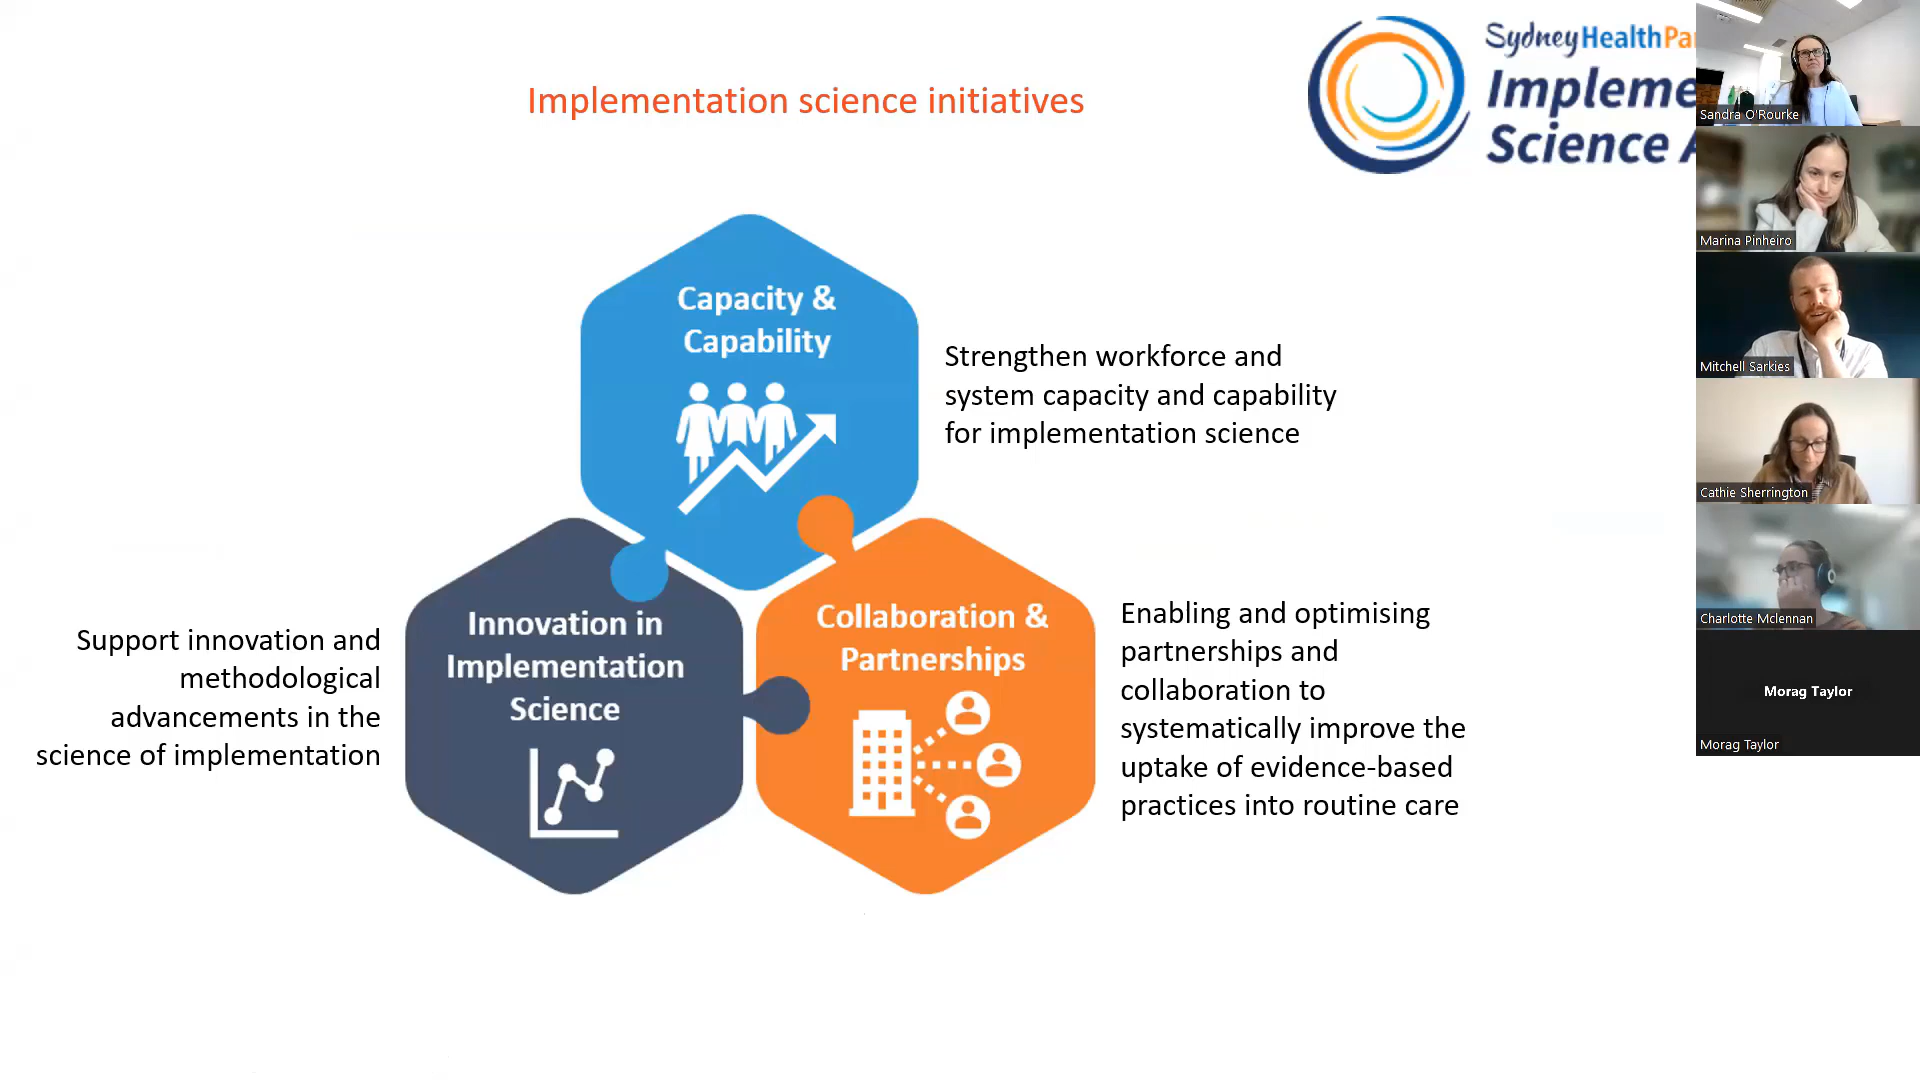 Implementation science initiatives
SydneyHealthPar
Impleme
Science A
Capacity &
Capability
Strengthen workforce and
system capacity and capability
for implementation science
Innovation in
Implementation
Science
Support innovation and
methodological
advancements in the
science of implementation
Collaboration &
Partnerships
Enabling and optimising
partnerships and
collaboration to
systematically improve the
uptake of evidence-based
practices into routine care
Sandra O'Rourke
Marina Pinheiro
Mitchell Sarkies
Cathie Sherrington
Charlotte Mclennan
Morag Taylor
Morag Taylor